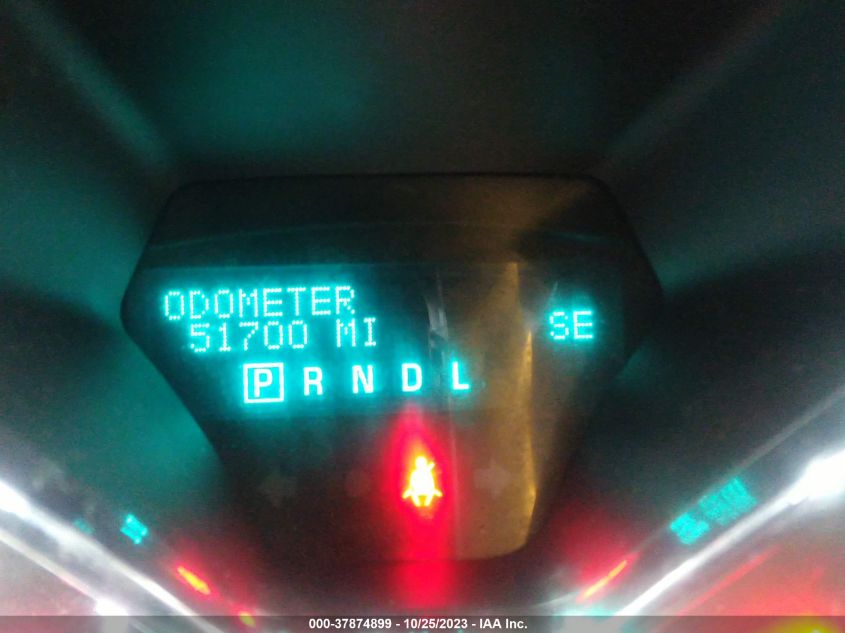 ODOMETER
51700 MI
SE
P R N D L
000-37874899 - 10/25/2023 - IAA Inc.